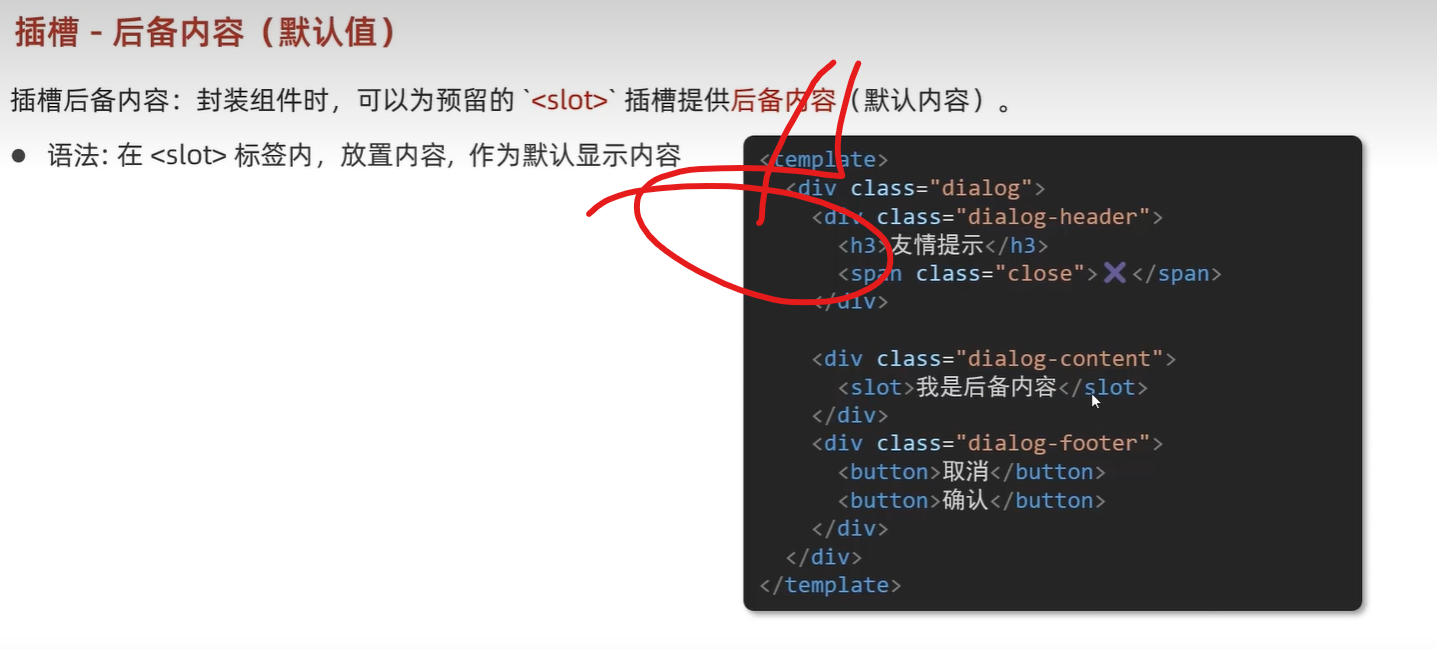 插槽 - 后备内容（默认值）
插槽后备内容：封装组件时，可以为预留的 `<slot>` 插槽提供后备内容（默认内容）。
● 语法: 在 <slot> 标签内，放置内容, 作为默认显示内容
<template>
  <div class="dialog">
    <div class="dialog-header">
      <h3>友情提示</h3>
      <span class="close">✖️</span>
    </div>

    <div class="dialog-content">
      <slot>我是后备内容</slot>
    </div>
    <div class="dialog-footer">
      <button>取消</button>
      <button>确认</button>
    </div>
  </div>
</template>